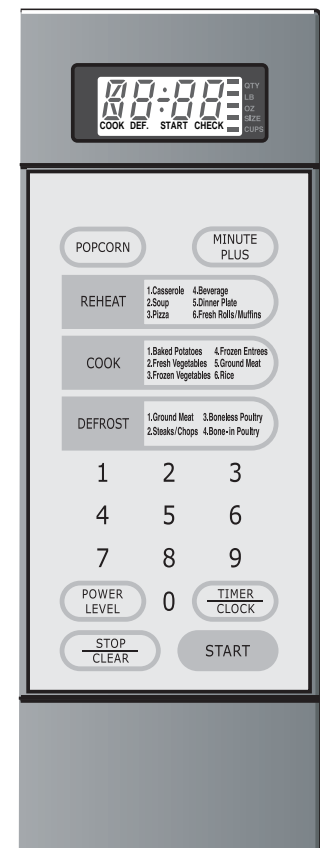 88:88
QTY
LB
OZ
SIZE
CUPS
COOK DEF. START CHECK
POPCORN
MINUTE
PLUS
REHEAT
1.Casserole 4.Beverage
2.Soup 5.Dinner Plate
3.Pizza 6.Fresh Rolls/Muffins
COOK
1.Baked Potatoes 4.Frozen Entrees
2.Fresh Vegetables 5.Ground Meat
3.Frozen Vegetables 6.Rice
DEFROST
1.Ground Meat 3.Boneless Poultry
2.Steaks/Chops 4.Bone-in Poultry
1 2 3
4 5 6
7 8 9
POWER
LEVEL
0
TIMER
CLOCK
STOP
CLEAR
START